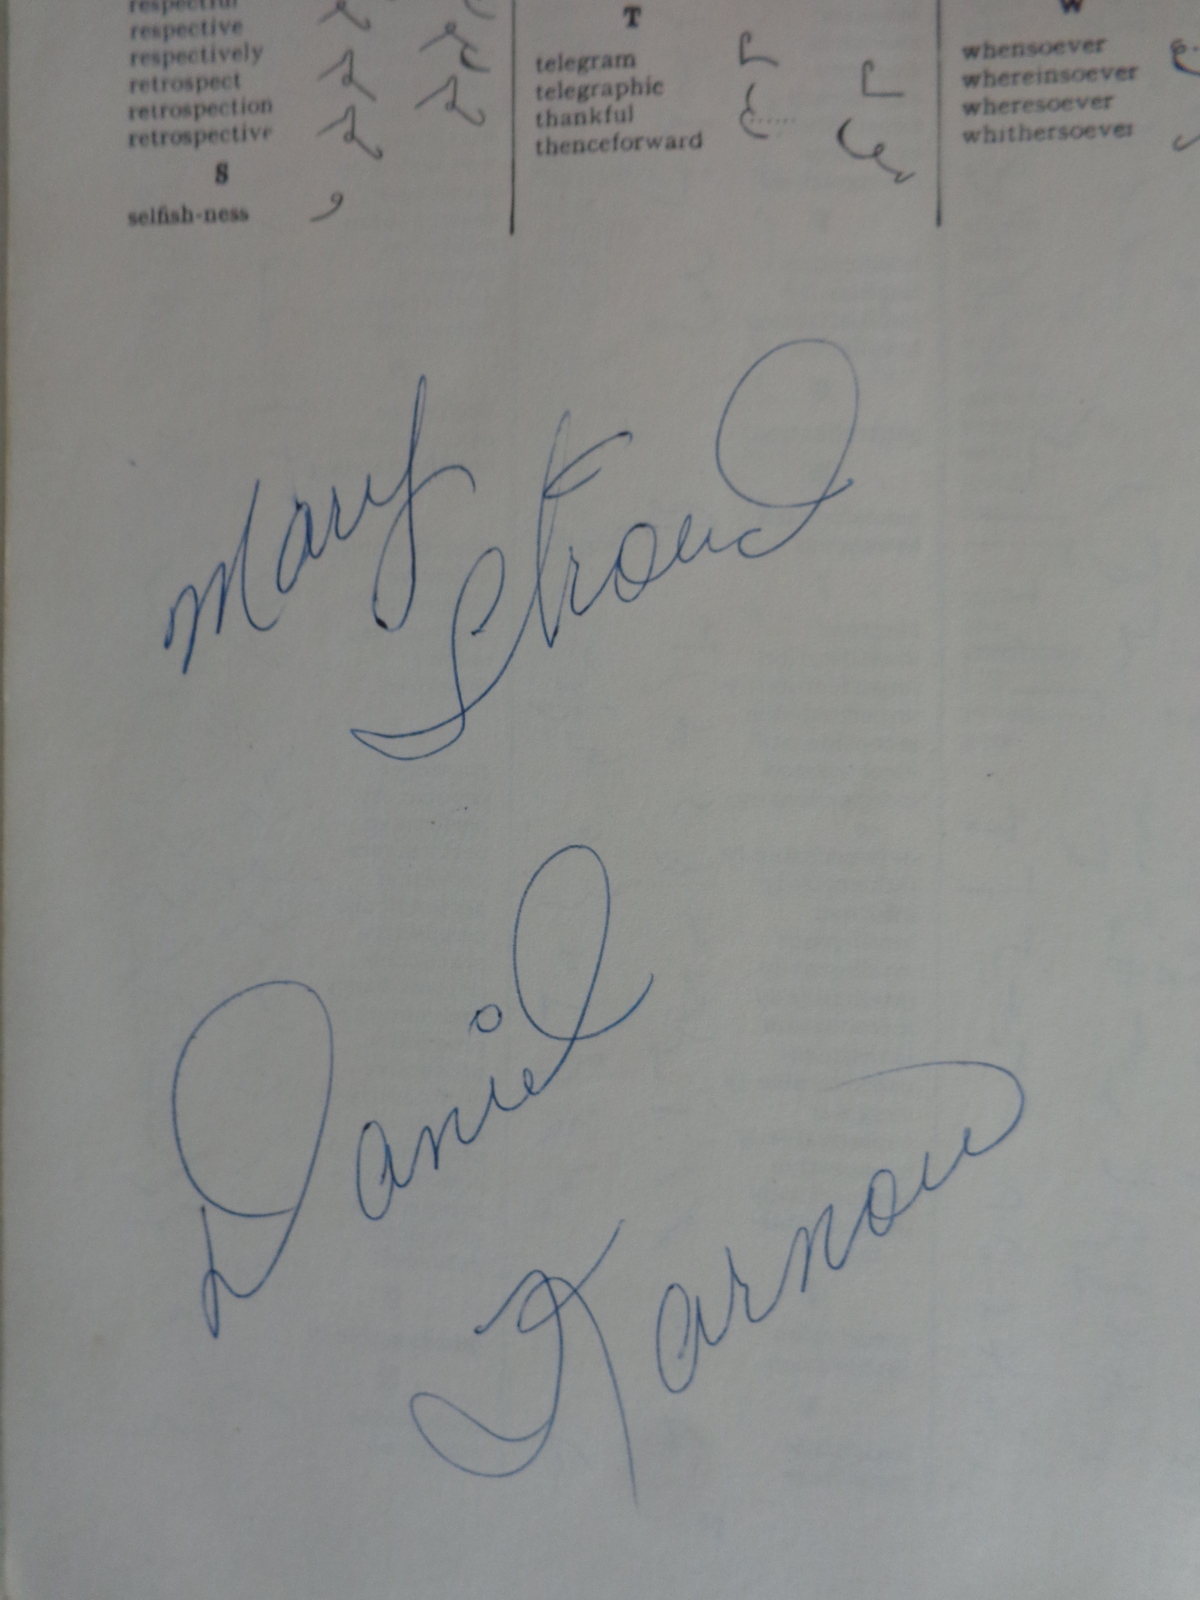 respectful
respective
respectively
retrospect
retrospection
retrospective
S
selfish-ness
T
telegram
telegraphic
thankful
thenceforward
W
whensoever
whereinsoever
wheresoever
whithersoever
Mary
Stroud
Daniel
Karnow